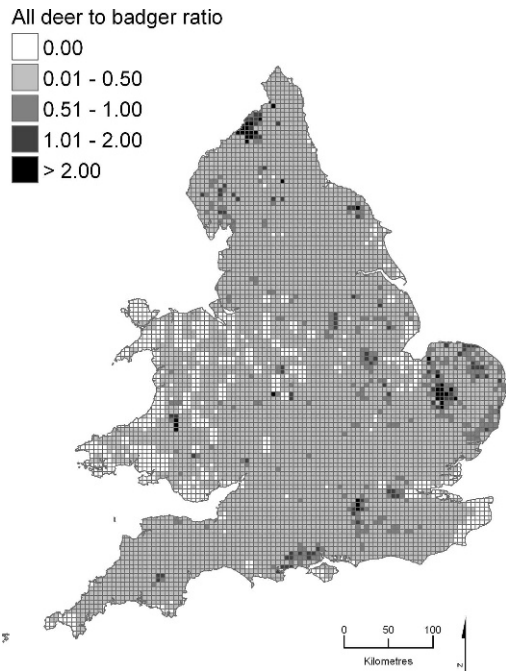 All deer to badger ratio
0.00
0.01 - 0.50
0.51 - 1.00
1.01 - 2.00
> 2.00
0 50 100
Kilometres
N